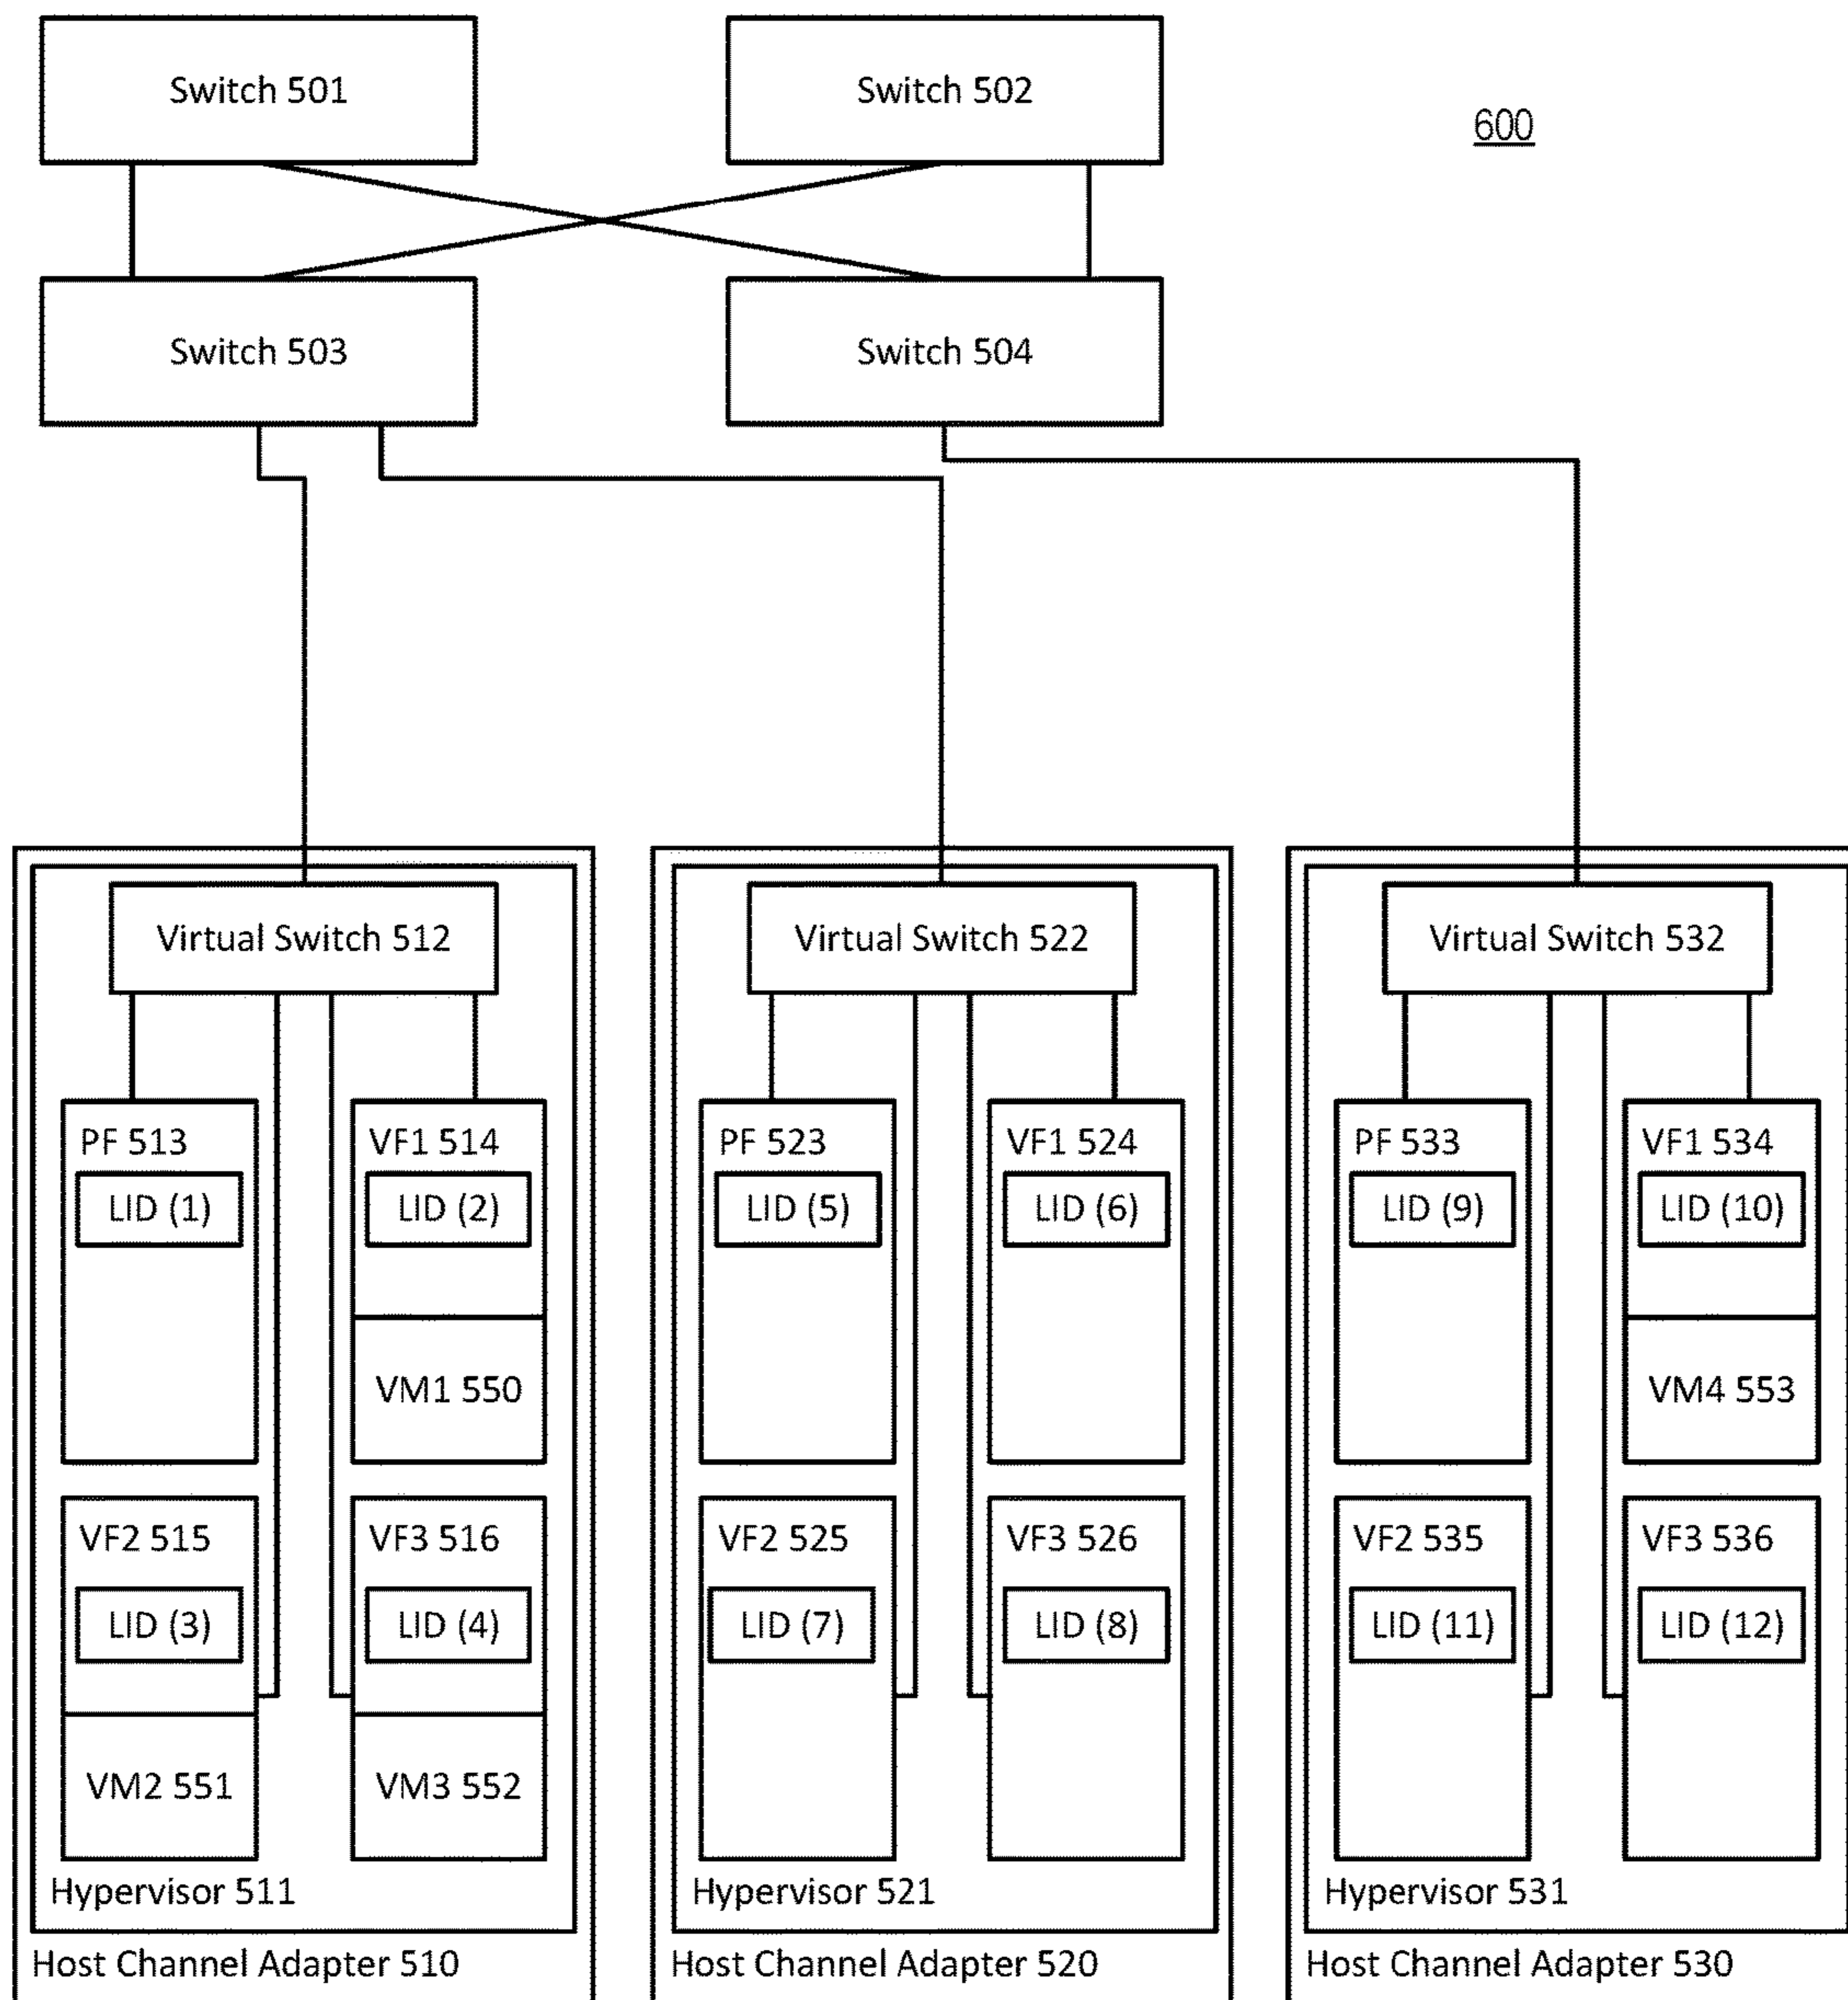 Switch 501
Switch 502
600
Switch 503
Switch 504
Virtual Switch 512
PF 513
LID (1)
VF1 514
LID (2)
VM1 550
VF2 515
LID (3)
VM2 551
VF3 516
LID (4)
VM3 552
Hypervisor 511
Host Channel Adapter 510
Virtual Switch 522
PF 523
LID (5)
VF1 524
LID (6)
VF2 525
LID (7)
VF3 526
LID (8)
Hypervisor 521
Host Channel Adapter 520
Virtual Switch 532
PF 533
LID (9)
VF1 534
LID (10)
VM4 553
VF2 535
LID (11)
VF3 536
LID (12)
Hypervisor 531
Host Channel Adapter 530